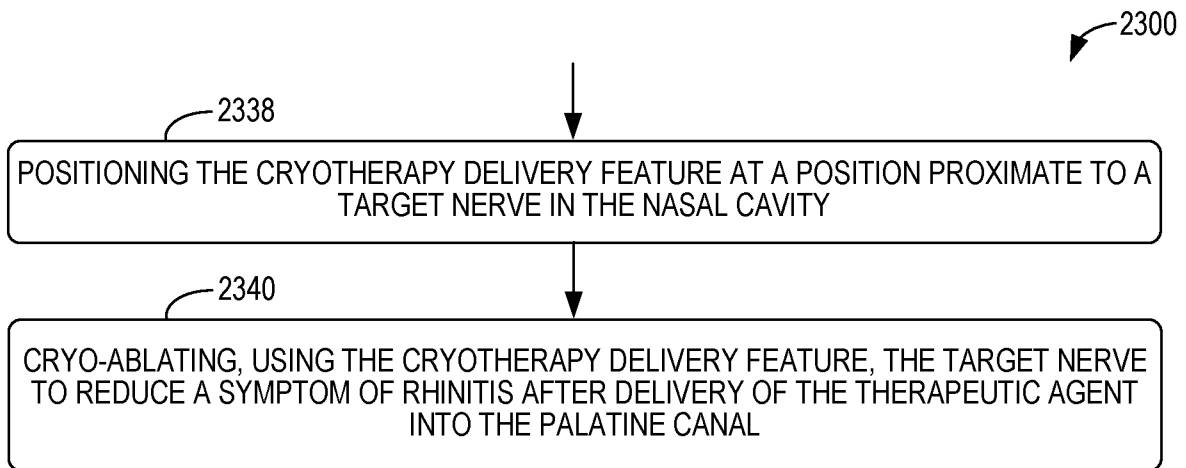 2300
2338
POSITIONING THE CRYOTHERAPY DELIVERY FEATURE AT A POSITION PROXIMATE TO A
TARGET NERVE IN THE NASAL CAVITY
2340
CRYO-ABLATING, USING THE CRYOTHERAPY DELIVERY FEATURE, THE TARGET NERVE
TO REDUCE A SYMPTOM OF RHINITIS AFTER DELIVERY OF THE THERAPEUTIC AGENT
INTO THE PALATINE CANAL